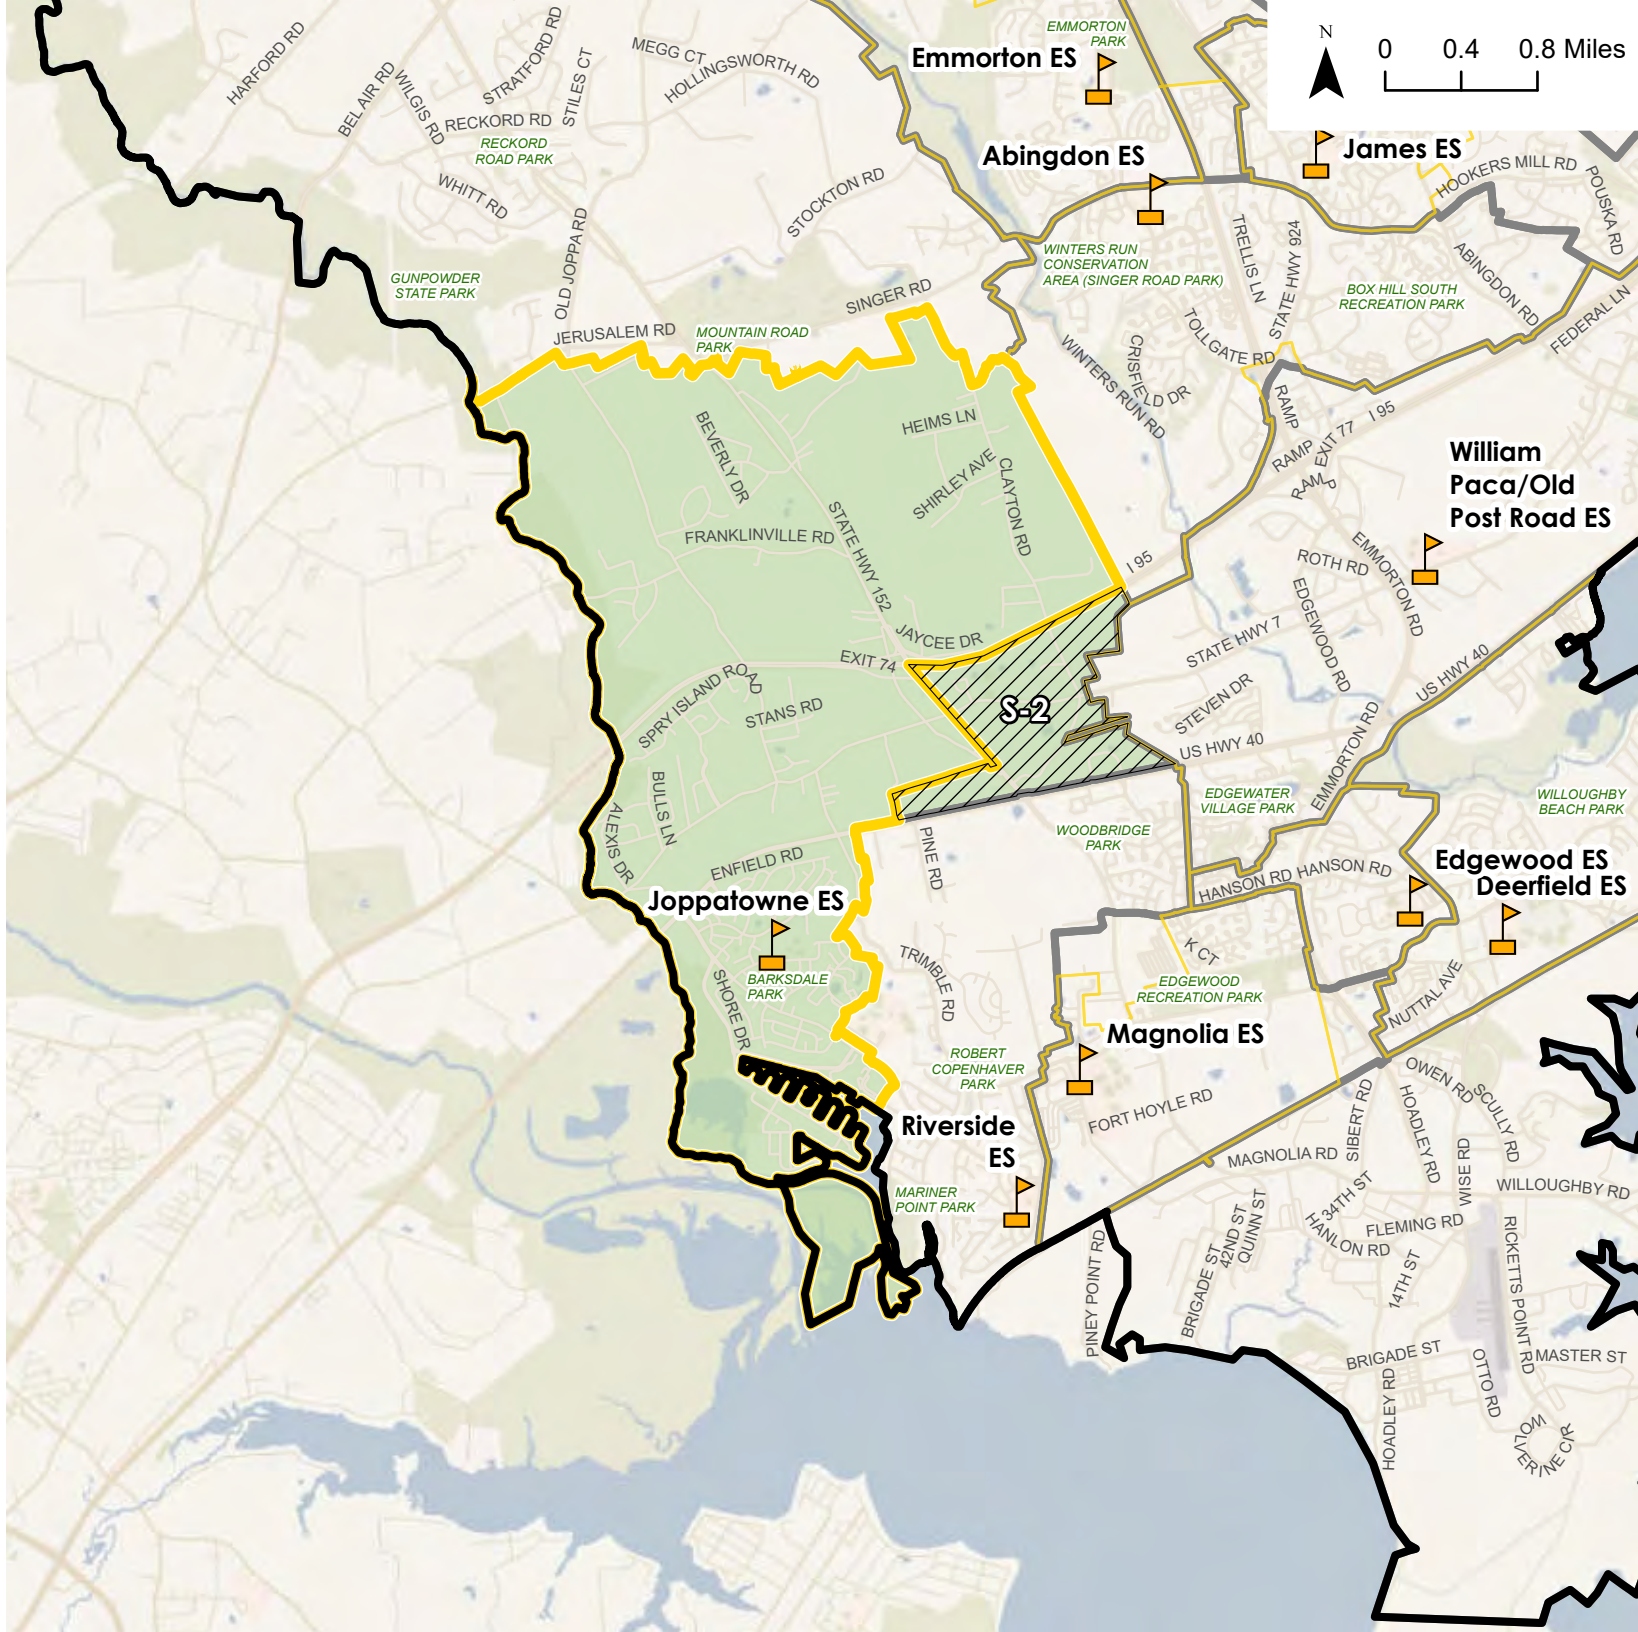 N
0 0.4 0.8 Miles
EMMORTON
PARK
Emmorton ES
HARFORD RD
BEL AIR RD
WILGIS RD
STRATFORD RD
STILES CT
MEGG CT
HOLLINGSWORTH RD
RECKORD RD
RECKORD
ROAD PARK
WHITT RD
Abingdon ES
James ES
HOOKERS MILL RD
POUSKA RD
STOCKTON RD
OLD JOPPA RD
GUNPOWDER
STATE PARK
WINTERS RUN
CONSERVATION
AREA (SINGER ROAD PARK)
TRELLIS LN
STATE HWY 924
BOX HILL SOUTH
RECREATION PARK
ABINGDON RD
FEDERAL LN
SINGER RD
JERUSALEM RD
MOUNTAIN ROAD
PARK
TOLLGATE RD
CRISFIELD DR
WINTERS RUN RD
RAMP
I 95
EXIT 77
RAMP
RAMP
BEVERLY DR
HEIMS LN
SHIRLEY AVE
CLAYTON RD
FRANKLINVILLE RD
STATE HWY 152
William
Paca/Old
Post Road ES
I 95
ROTH RD
EMMORTON RD
EDGEWOOD RD
JAYCEE DR
EXIT 74
STATE HWY 7
US HWY 40
SPRY ISLAND ROAD
STANS RD
S-2
STEVEN DR
US HWY 40
EMMORTON RD
BULLS LN
ALEXIS DR
EDGEWATER
VILLAGE PARK
WILLOUGHBY
BEACH PARK
WOODBRIDGE
PARK
PINE RD
ENFIELD RD
HANSON RD
HANSON RD
Edgewood ES
Deerfield ES
Joppatowne ES
BARKSDALE
PARK
SHORE DR
TRIMBLE RD
K CT
EDGEWOOD
RECREATION PARK
NUTTAL AVE
Magnolia ES
ROBERT
COPENHAVER
PARK
FORT HOYLE RD
OWEN RD
SCULLY RD
HOADLEY RD
SIBERT RD
Riverside
ES
MAGNOLIA RD
WISE RD
WILLOUGHBY RD
MARINER
POINT PARK
34TH ST
HANLON RD
FLEMING RD
42ND ST
QUINN ST
BRIGADE ST
14TH ST
RICKETTS POINT RD
PINEY POINT RD
BRIGADE ST
MASTER ST
OTTO RD
HOADLEY RD
WOLVERINE CIR